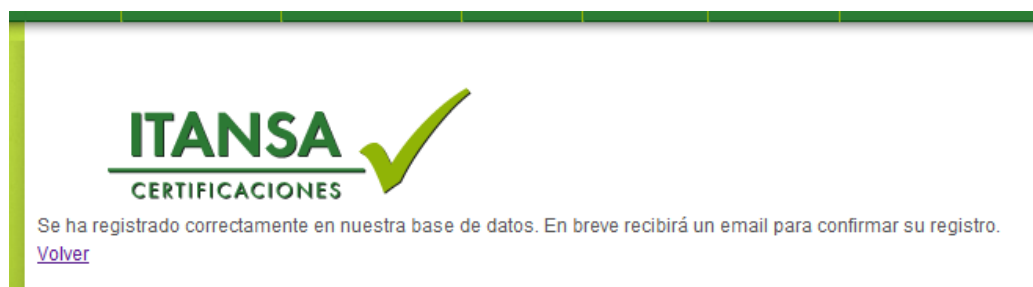 ITANSA
CERTIFICACIONES
Se ha registrado correctamente en nuestra base de datos. En breve recibirá un email para confirmar su registro.
Volver